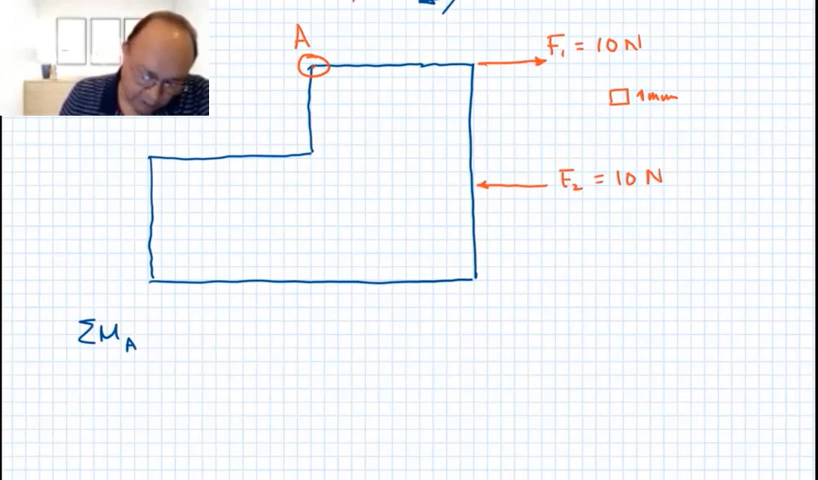 A
F₁ = 10 N
1mm
F₂ = 10 N
ΣM_A